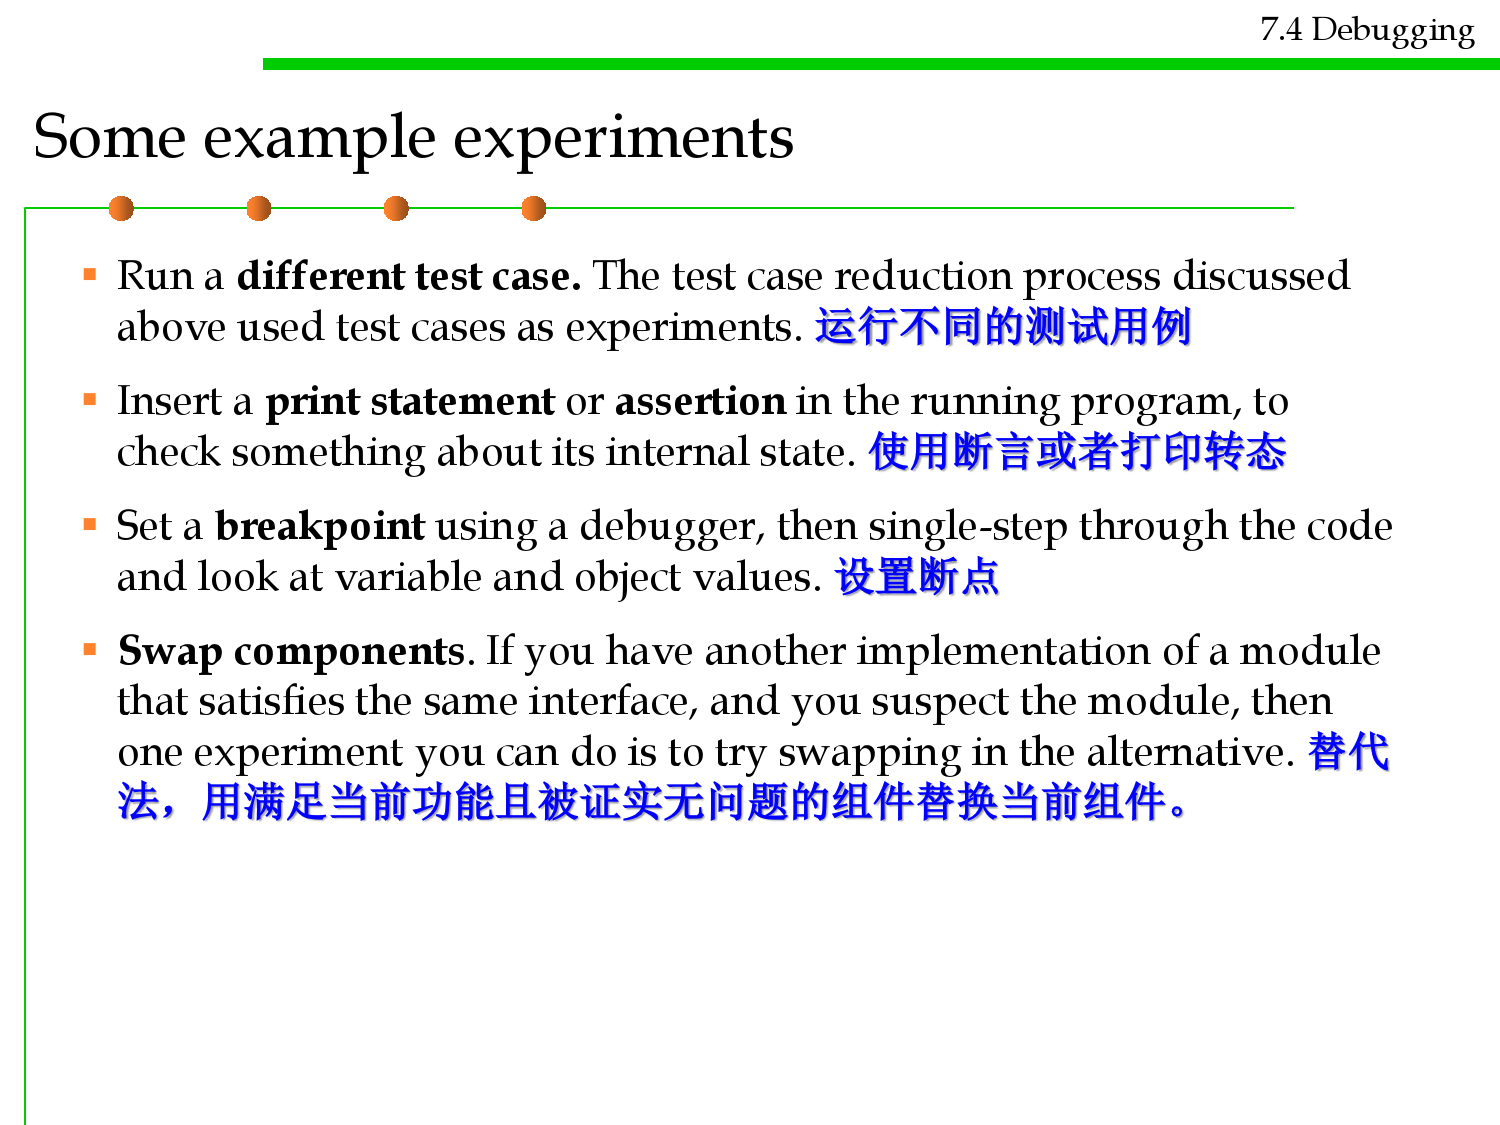 7.4 Debugging
Some example experiments
▪ Run a different test case. The test case reduction process discussed
above used test cases as experiments. 运行不同的测试用例
▪ Insert a print statement or assertion in the running program, to
check something about its internal state. 使用断言或者打印转态
▪ Set a breakpoint using a debugger, then single-step through the code
and look at variable and object values. 设置断点
▪ Swap components. If you have another implementation of a module
that satisfies the same interface, and you suspect the module, then
one experiment you can do is to try swapping in the alternative. 替代
法，用满足当前功能且被证实无问题的组件替换当前组件。